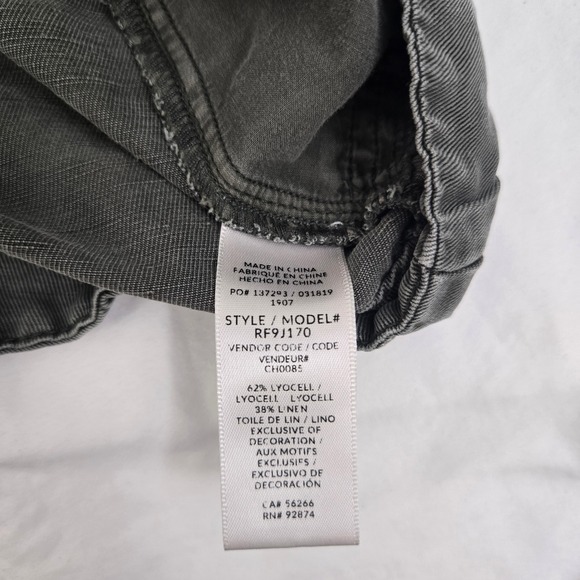 MADE IN CHINA
FABRIQUÉ EN CHINE
HECHO EN CHINA
PO# 137293 / 031819
1907
STYLE / MODEL#
RF9J170
VENDOR CODE / CODE
VENDEUR#
CH0085
62% LYOCELL /
LYOCELL LYOCELL
38% LINEN
TOILE DE LIN / LINO
EXCLUSIVE OF
DECORATION /
AUX MOTIFS
EXCLUSIFS /
EXCLUSIVO DE
DECORACIÓN
CA# 56266
RN# 92874